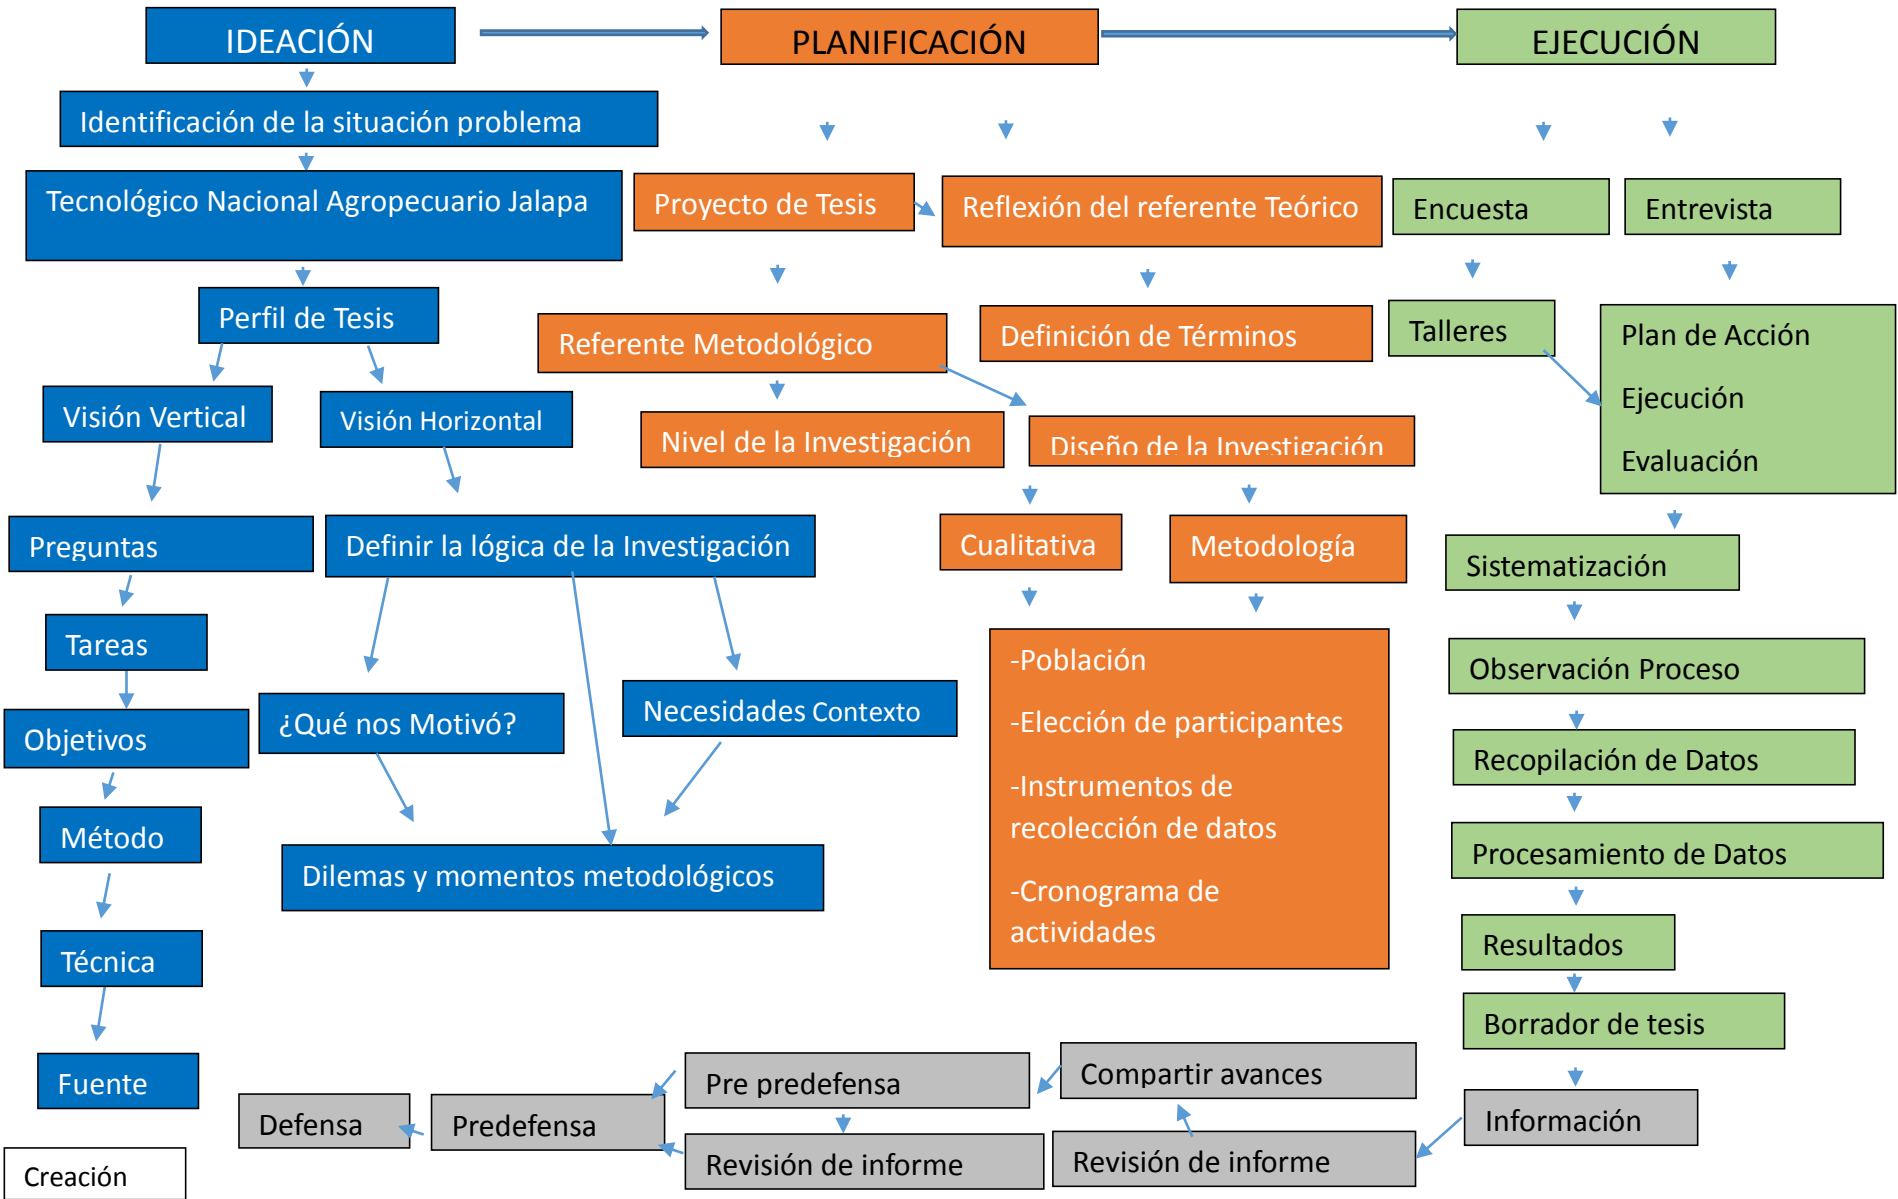 IDEACIÓN
PLANIFICACIÓN
EJECUCIÓN
Identificación de la situación problema
Tecnológico Nacional Agropecuario Jalapa
Perfil de Tesis
Visión Vertical
Visión Horizontal
Preguntas
Definir la lógica de la Investigación
Tareas
Objetivos
¿Qué nos Motivó?
Necesidades Contexto
Método
Dilemas y momentos metodológicos
Técnica
Fuente
Proyecto de Tesis
Reflexión del referente Teórico
Referente Metodológico
Definición de Términos
Nivel de la Investigación
Diseño de la Investigación
Cualitativa
Metodología
-Población
-Elección de participantes
-Instrumentos de
recolección de datos
-Cronograma de
actividades
Encuesta
Entrevista
Talleres
Plan de Acción
Ejecución
Evaluación
Sistematización
Observación Proceso
Recopilación de Datos
Procesamiento de Datos
Resultados
Borrador de tesis
Información
Revisión de informe
Compartir avances
Pre predefensa
Revisión de informe
Predefensa
Defensa
Creación